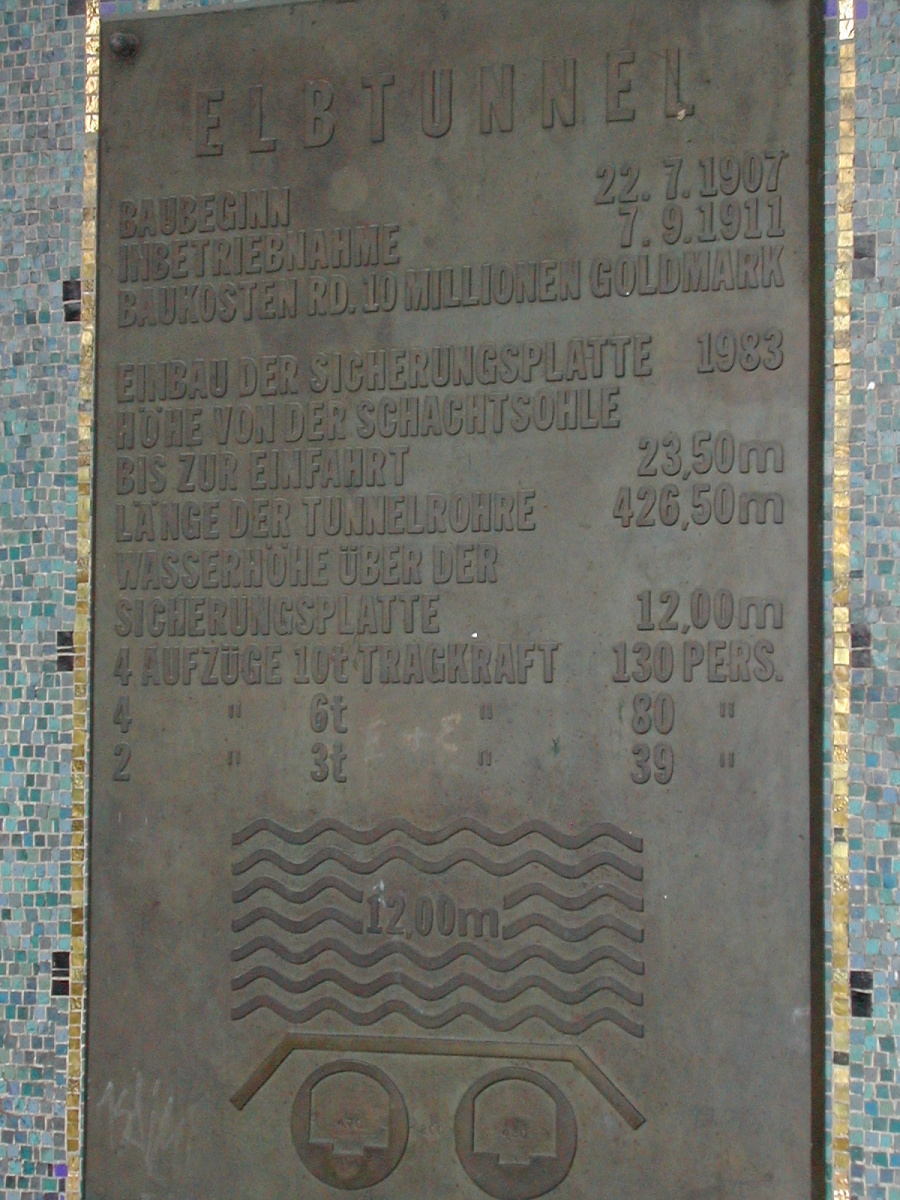 ELBTUNNEL
BAUBEGINN 22.7.1907
INBETRIEBNAHME 7.9.1911
BAUKOSTEN RD. 10 MILLIONEN GOLDMARK
EINBAU DER SICHERUNGSPLATTE 1983
HÖHE VON DER SCHACHTSOHLE
BIS ZUR EINFAHRT 23,50m
LÄNGE DER TUNNELROHRE 426,50m
WASSERHÖHE ÜBER DER
SICHERUNGSPLATTE 12,00m
4 AUFZÜGE 10t TRAGKRAFT 130 PERS.
4 " 6t " 80 "
2 " 3t " 39 "
12,00m